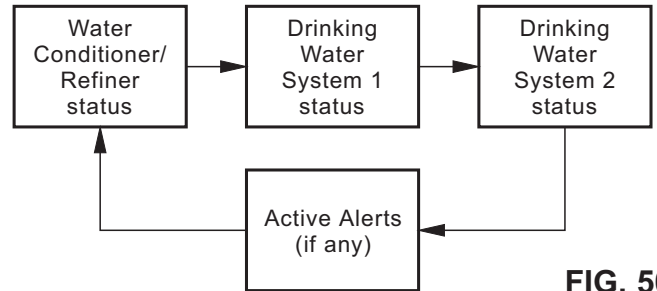 Water
Conditioner/
Refiner
status
Drinking
Water
System 1
status
Drinking
Water
System 2
status
Active Alerts
(if any)
FIG.